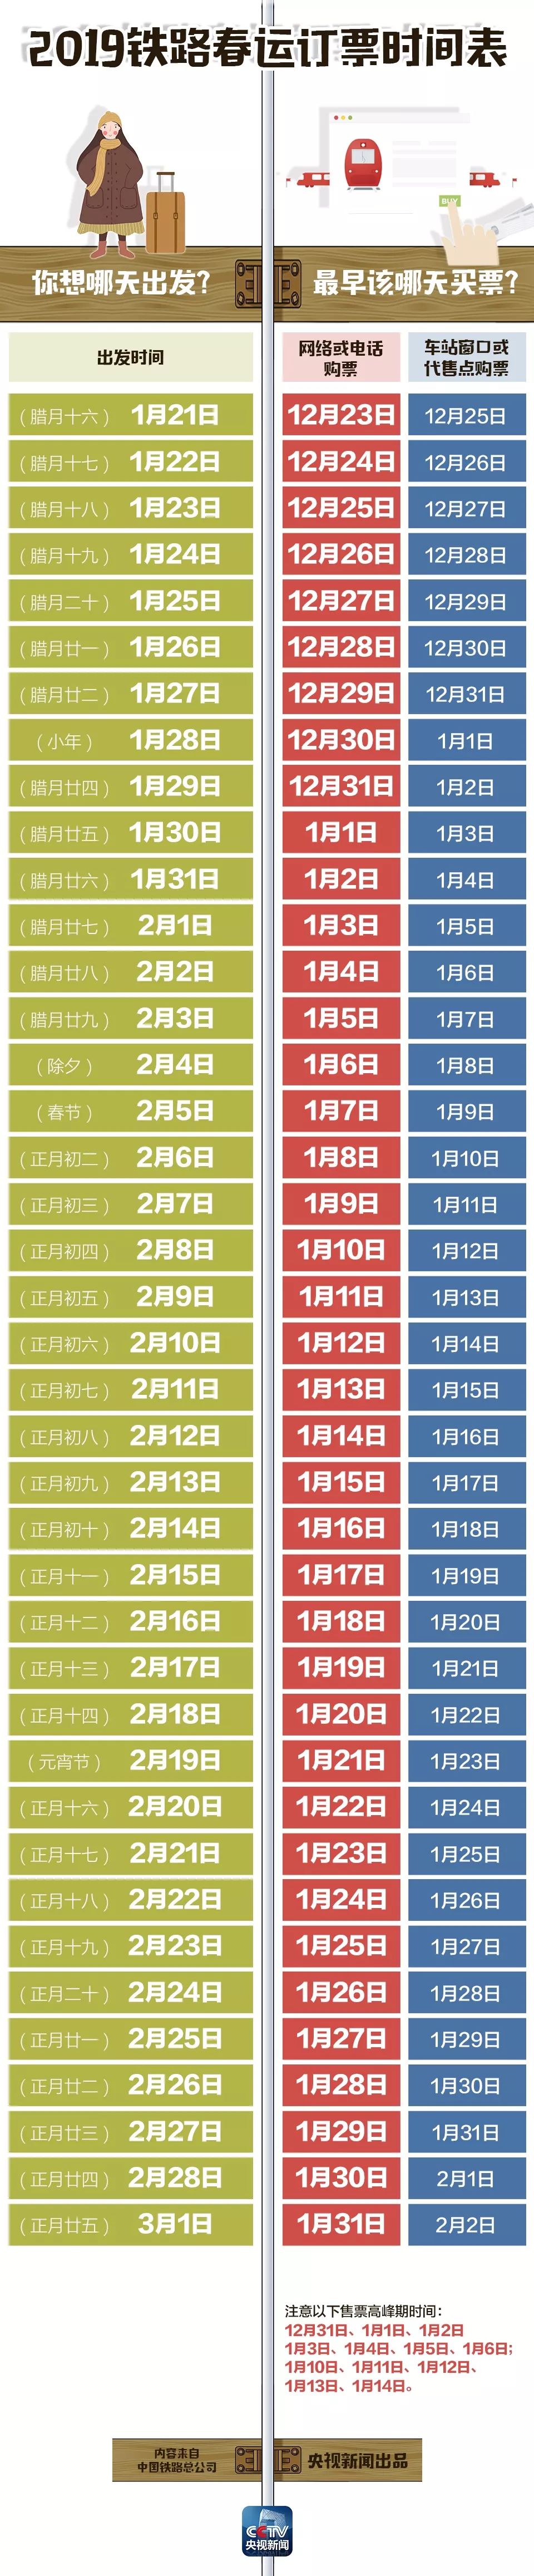 2019铁路春运订票时间表
BUY
你想哪天出发?
最早该哪天买票?
出发时间
网络或电话
购票
车站窗口或
代售点购票
(腊月十六) 1月21日 12月23日 12月25日
(腊月十七) 1月22日 12月24日 12月26日
(腊月十八) 1月23日 12月25日 12月27日
(腊月十九) 1月24日 12月26日 12月28日
(腊月二十) 1月25日 12月27日 12月29日
(腊月廿一) 1月26日 12月28日 12月30日
(腊月廿二) 1月27日 12月29日 12月31日
(小年) 1月28日 12月30日 1月1日
(腊月廿四) 1月29日 12月31日 1月2日
(腊月廿五) 1月30日 1月1日 1月3日
(腊月廿六) 1月31日 1月2日 1月4日
(腊月廿七) 2月1日 1月3日 1月5日
(腊月廿八) 2月2日 1月4日 1月6日
(腊月廿九) 2月3日 1月5日 1月7日
(除夕) 2月4日 1月6日 1月8日
(春节) 2月5日 1月7日 1月9日
(正月初二) 2月6日 1月8日 1月10日
(正月初三) 2月7日 1月9日 1月11日
(正月初四) 2月8日 1月10日 1月12日
(正月初五) 2月9日 1月11日 1月13日
(正月初六) 2月10日 1月12日 1月14日
(正月初七) 2月11日 1月13日 1月15日
(正月初八) 2月12日 1月14日 1月16日
(正月初九) 2月13日 1月15日 1月17日
(正月初十) 2月14日 1月16日 1月18日
(正月十一) 2月15日 1月17日 1月19日
(正月十二) 2月16日 1月18日 1月20日
(正月十三) 2月17日 1月19日 1月21日
(正月十四) 2月18日 1月20日 1月22日
(元宵节) 2月19日 1月21日 1月23日
(正月十六) 2月20日 1月22日 1月24日
(正月十七) 2月21日 1月23日 1月25日
(正月十八) 2月22日 1月24日 1月26日
(正月十九) 2月23日 1月25日 1月27日
(正月二十) 2月24日 1月26日 1月28日
(正月廿一) 2月25日 1月27日 1月29日
(正月廿二) 2月26日 1月28日 1月30日
(正月廿三) 2月27日 1月29日 1月31日
(正月廿四) 2月28日 1月30日 2月1日
(正月廿五) 3月1日 1月31日 2月2日
注意以下售票高峰期时间：
12月31日、1月1日、1月2日
1月3日、1月4日、1月5日、1月6日；
1月10日、1月11日、1月12日、
1月13日、1月14日。
内容来自
中国铁路总公司
央视新闻出品
CCTV
央视新闻